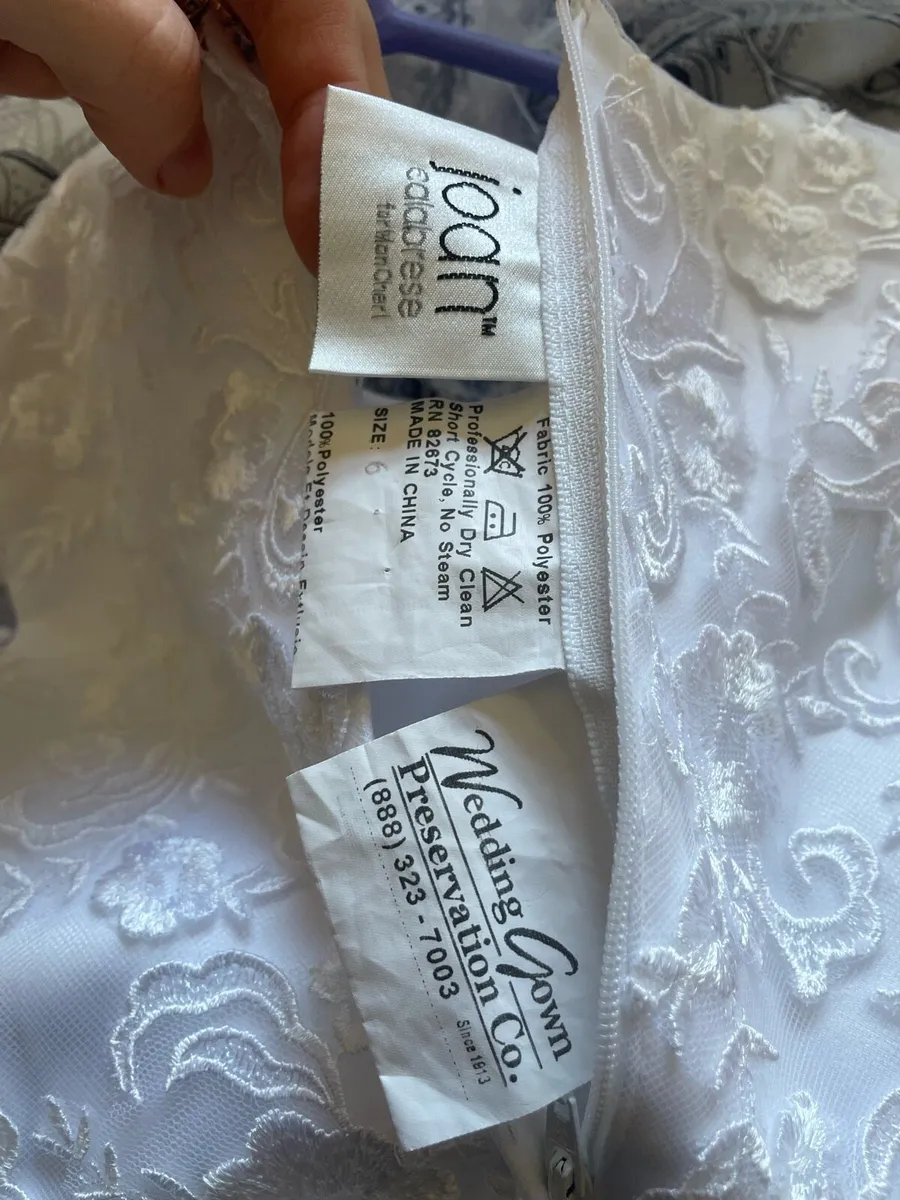 joan™
calabrese
for Mon Cheri
Fabric 100% Polyester
Professionally Dry Clean
Short Cycle, No Steam
RN 82673
MADE IN CHINA
SIZE: 6
100%Polyester
Wedding Gown
Preservation Co.
Since 1913
(888) 323 - 7003